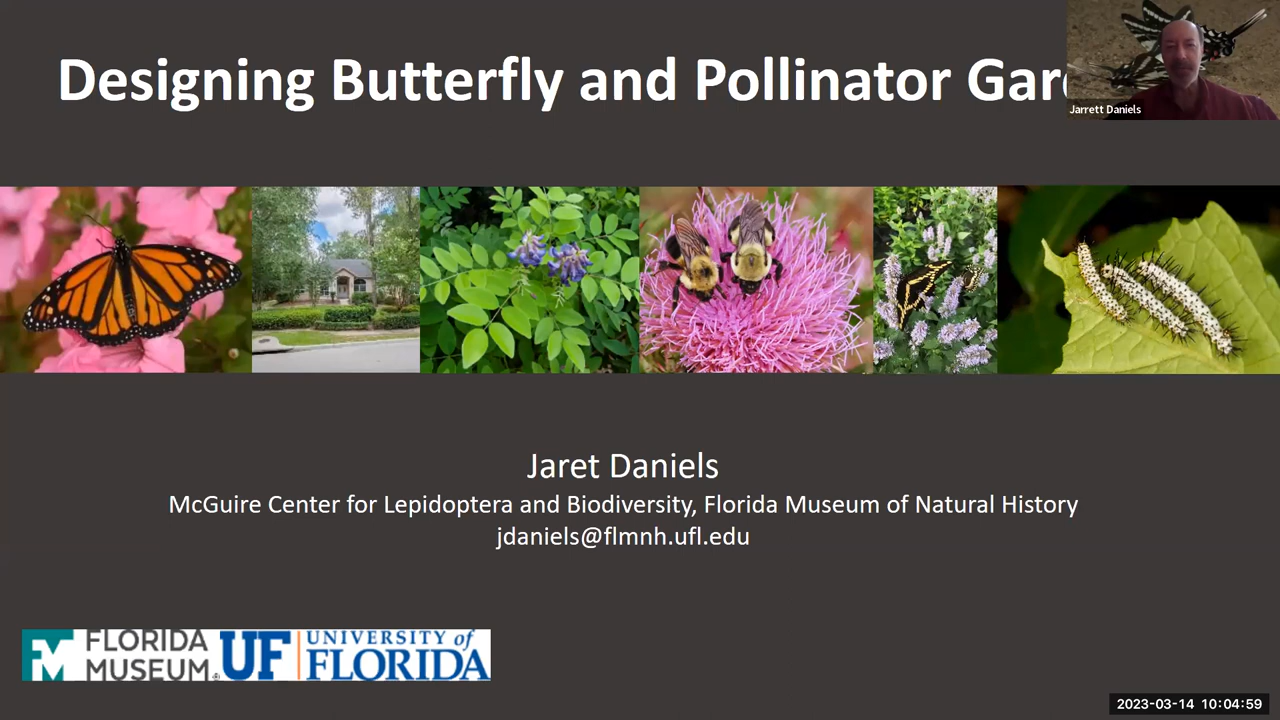 Designing Butterfly and Pollinator Gar
Jarrett Daniels
Jaret Daniels
McGuire Center for Lepidoptera and Biodiversity, Florida Museum of Natural History
jdaniels@flmnh.ufl.edu
FLORIDA
MUSEUM
UF
UNIVERSITY of
FLORIDA
2023-03-14 10:04:59